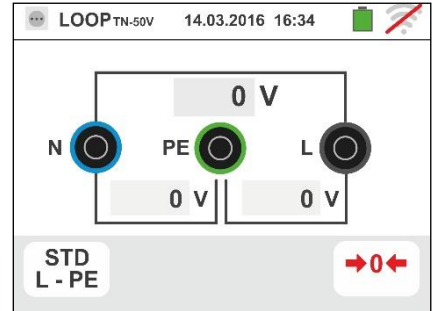 LOOP TN-50V 14.03.2016 16:34
0 V
N PE L
0 V 0 V
STD
L - PE
➔0←